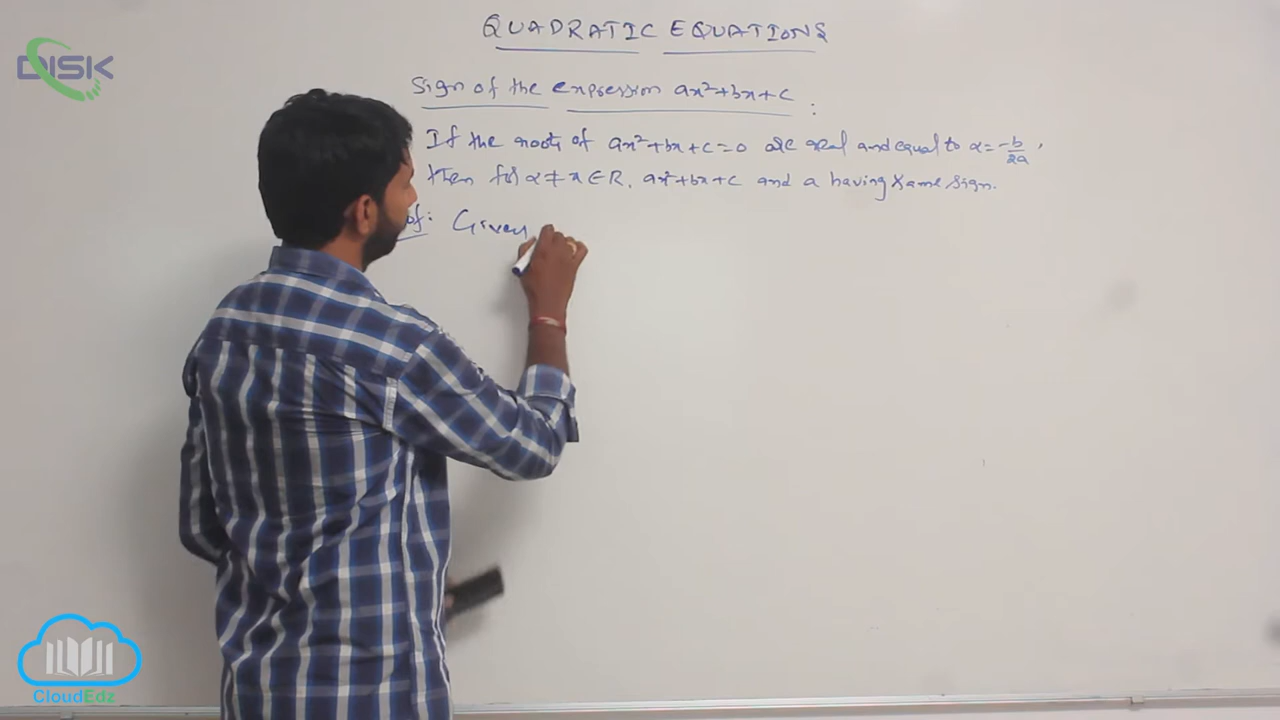 QUADRATIC EQUATIONS
DISK
Sign of the expression ax²+bx+c :
If the roots of ax²+bx+c=0 are real and equal to α = -b/2a,
then for α ≠ x ∈ R, ax²+bx+c and a having same sign.
of: Given
CloudEdz